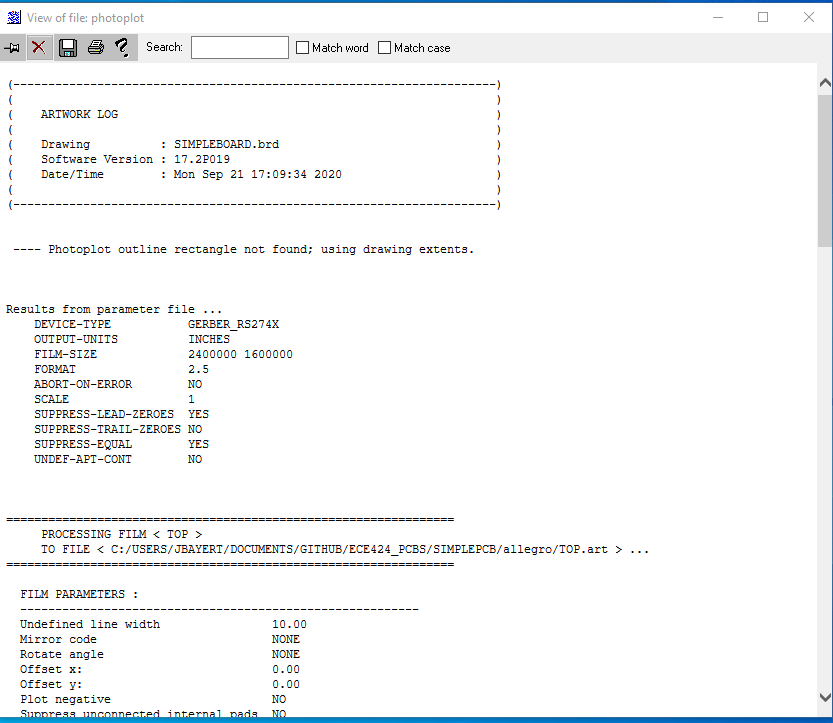 View of file: photoplot
Search: Match word Match case
(---------------------------------------------------------------------)
( )
( ARTWORK LOG )
( )
( Drawing : SIMPLEBOARD.brd )
( Software Version : 17.2P019 )
( Date/Time : Mon Sep 21 17:09:34 2020 )
( )
(---------------------------------------------------------------------)
---- Photoplot outline rectangle not found; using drawing extents.
Results from parameter file ...
DEVICE-TYPE GERBER_RS274X
OUTPUT-UNITS INCHES
FILM-SIZE 2400000 1600000
FORMAT 2.5
ABORT-ON-ERROR NO
SCALE 1
SUPPRESS-LEAD-ZEROES YES
SUPPRESS-TRAIL-ZEROES NO
SUPPRESS-EQUAL YES
UNDEF-APT-CONT NO
================================================================
PROCESSING FILM < TOP >
TO FILE < C:/USERS/JBAYERT/DOCUMENTS/GITHUB/ECE424_PCBS/SIMPLEPCB/allegro/TOP.art > ...
================================================================
FILM PARAMETERS :
---------------------------------------------------------
Undefined line width 10.00
Mirror code NONE
Rotate angle NONE
Offset x: 0.00
Offset y: 0.00
Plot negative NO
Suppress unconnected internal pads NO